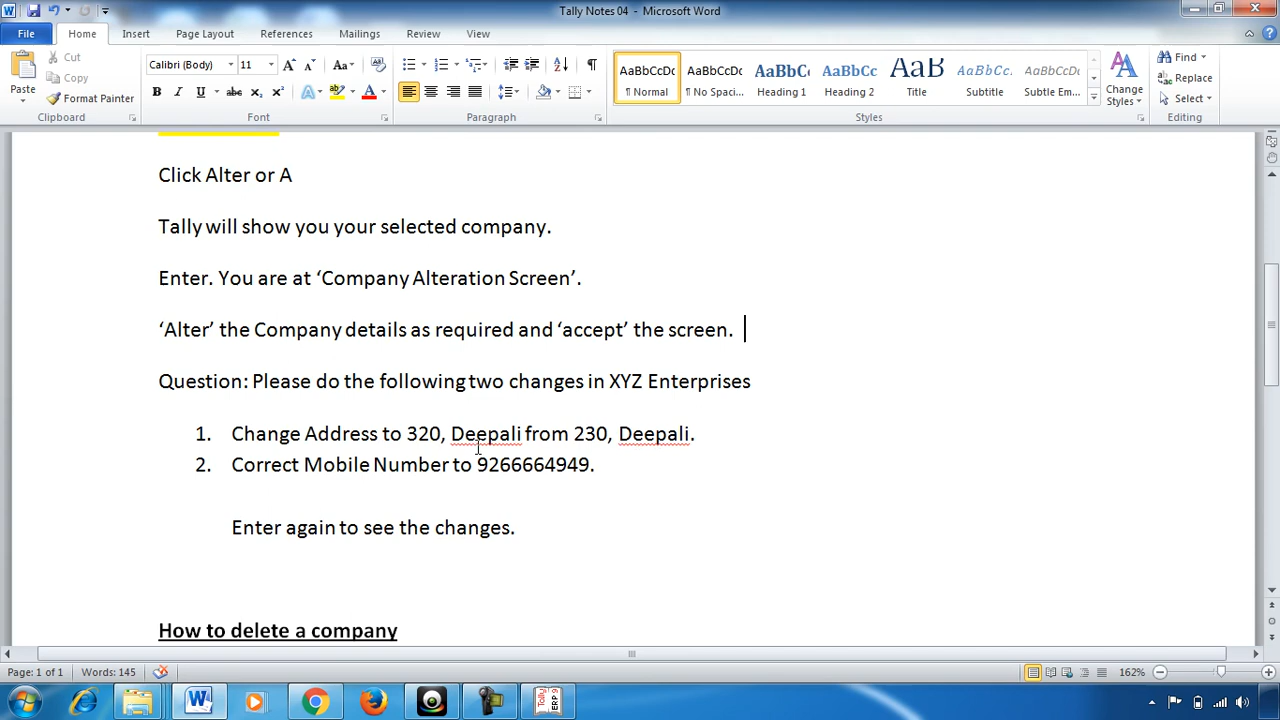 Tally Notes 04 - Microsoft Word
File Home Insert Page Layout References Mailings Review View
Cut
Copy
Format Painter
Paste
Clipboard
Calibri (Body) 11
Font
Paragraph
AaBbCcDc AaBbCcDc AaBbCc AaBbCc AaB AaBbCc. AaBbCcDc
¶ Normal ¶ No Spaci... Heading 1 Heading 2 Title Subtitle Subtle Em...
Styles
Change Styles
Find
Replace
Select
Editing
Click Alter or A
Tally will show you your selected company.
Enter. You are at ‘Company Alteration Screen’.
‘Alter’ the Company details as required and ‘accept’ the screen.
Question: Please do the following two changes in XYZ Enterprises
1. Change Address to 320, Deepali from 230, Deepali.
2. Correct Mobile Number to 9266664949.
Enter again to see the changes.
How to delete a company
Page: 1 of 1 Words: 145 162%
Tally ERP 9
1